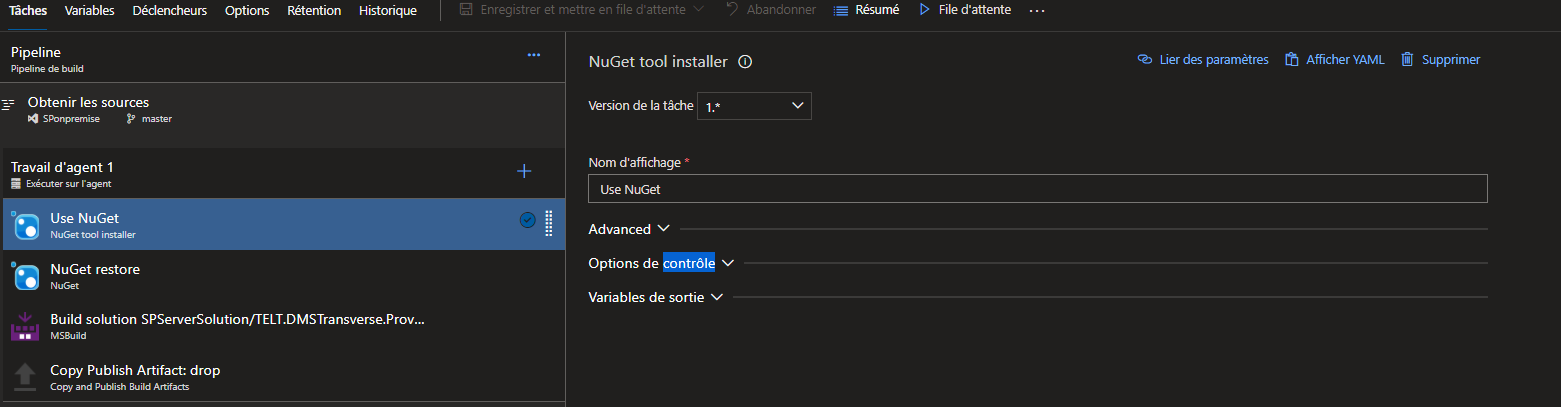 Tâches Variables Déclencheurs Options Rétention Historique Enregistrer et mettre en file d'attente Abandonner Résumé File d'attente ...
Pipeline
Pipeline de build
Obtenir les sources
SPonpremise master
Travail d'agent 1
Exécuter sur l'agent
Use NuGet
NuGet tool installer
NuGet restore
NuGet
Build solution SPServerSolution/TELT.DMSTransverse.Prov...
MSBuild
Copy Publish Artifact: drop
Copy and Publish Build Artifacts
NuGet tool installer Lier des paramètres Afficher YAML Supprimer
Version de la tâche 1.*
Nom d'affichage *
Use NuGet
Advanced
Options de contrôle
Variables de sortie